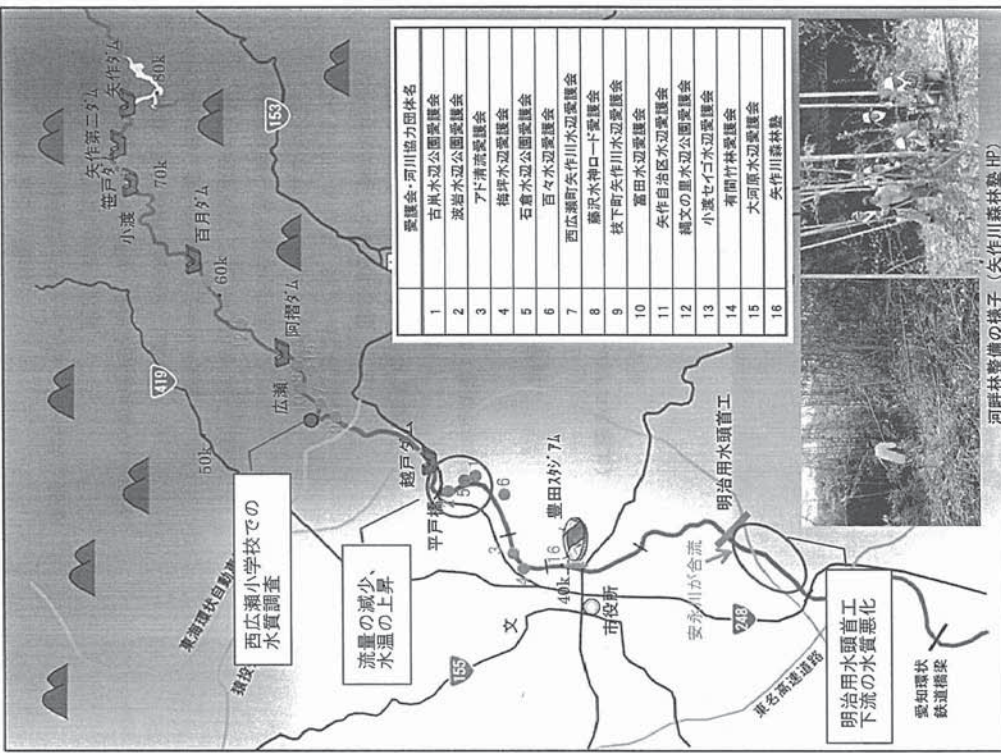 80k
矢作ダム
矢作第二ダム
笹戸ダム
70k
小渡
百月ダム
60k
阿摺ダム
広瀬
153
419
50k
東海環状自動車
猿投
西広瀬小学校での
水質調査
流量の減少、
水温の上昇
平戸橋
越戸ダム
5
6
3
4
16
40k
豊田スタジアム
市役所
文
155
248
安永川が合流
明治用水頭首工
東名高速道路
明治用水頭首工
下流の水質悪化
愛知環状
鉄道橋梁
愛護会・河川協力団体名
1 古鼡水辺公園愛護会
2 波岩水辺公園愛護会
3 アド清流愛護会
4 梅坪水辺愛護会
5 石倉水辺公園愛護会
6 百々水辺愛護会
7 西広瀬町矢作川水辺愛護会
8 藤沢水神ロード愛護会
9 枝下町矢作川水辺愛護会
10 富田水辺愛護会
11 矢作自治区水辺愛護会
12 縄文の里水辺公園愛護会
13 小渡セイゴ水辺愛護会
14 有間竹林愛護会
15 大河原水辺愛護会
16 矢作川森林塾
河畔林整備の様子（矢作川森林塾HP）